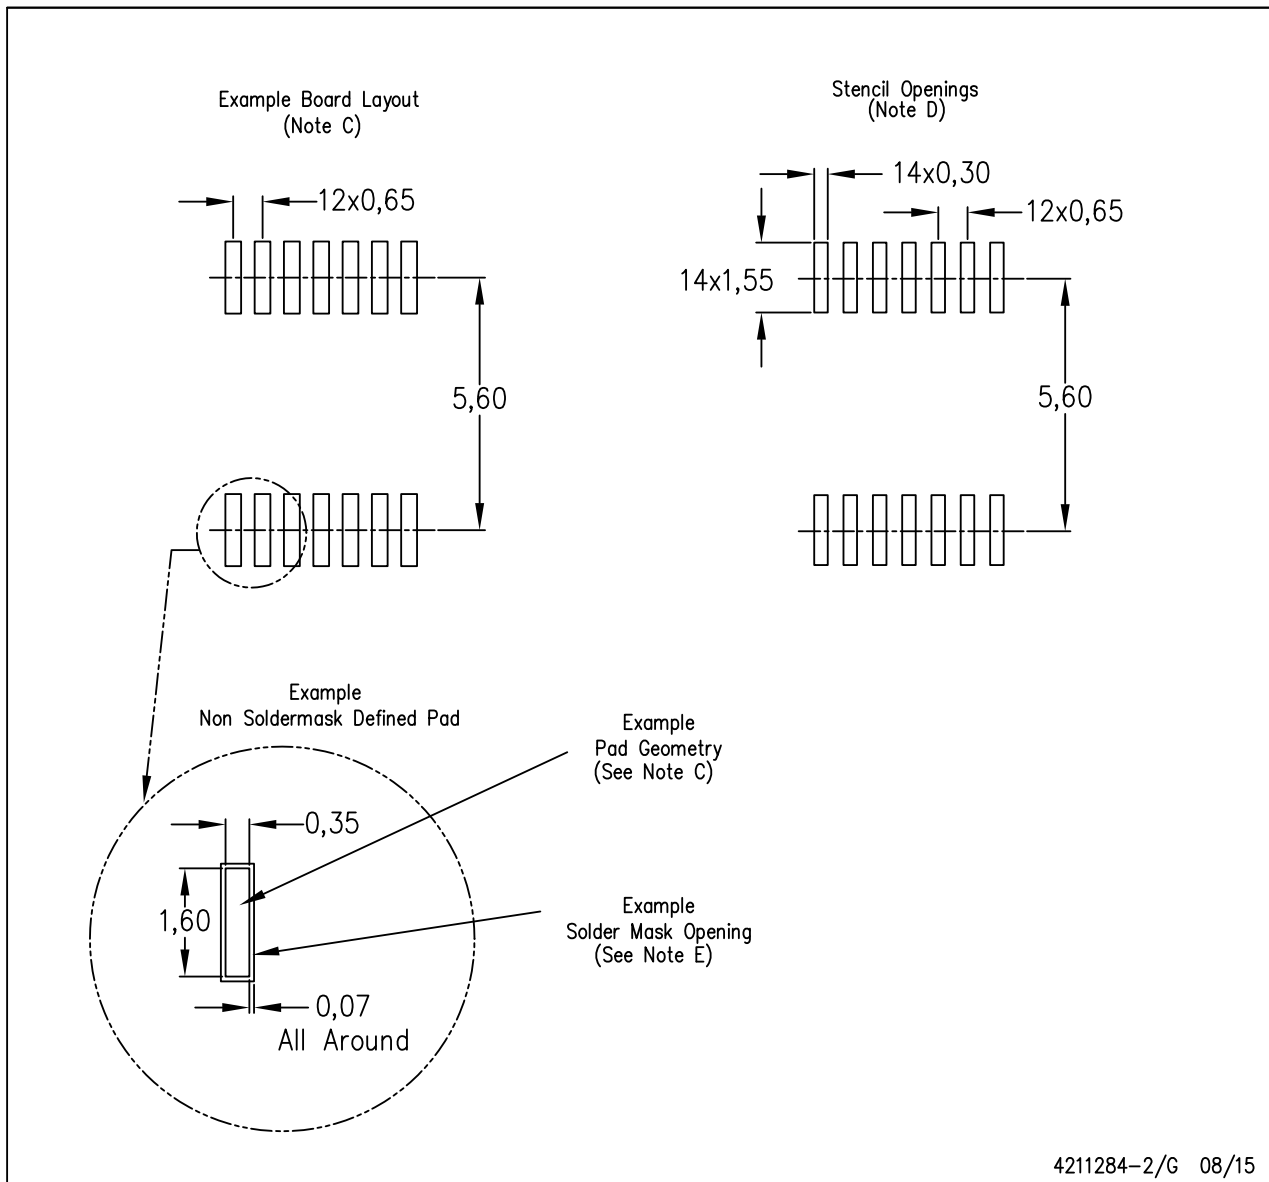 Example Board Layout
(Note C)
12x0,65
5,60
Stencil Openings
(Note D)
14x0,30
12x0,65
14x1,55
5,60
Example
Non Soldermask Defined Pad
Example
Pad Geometry
(See Note C)
0,35
1,60
Example
Solder Mask Opening
(See Note E)
0,07
All Around
4211284-2/G 08/15